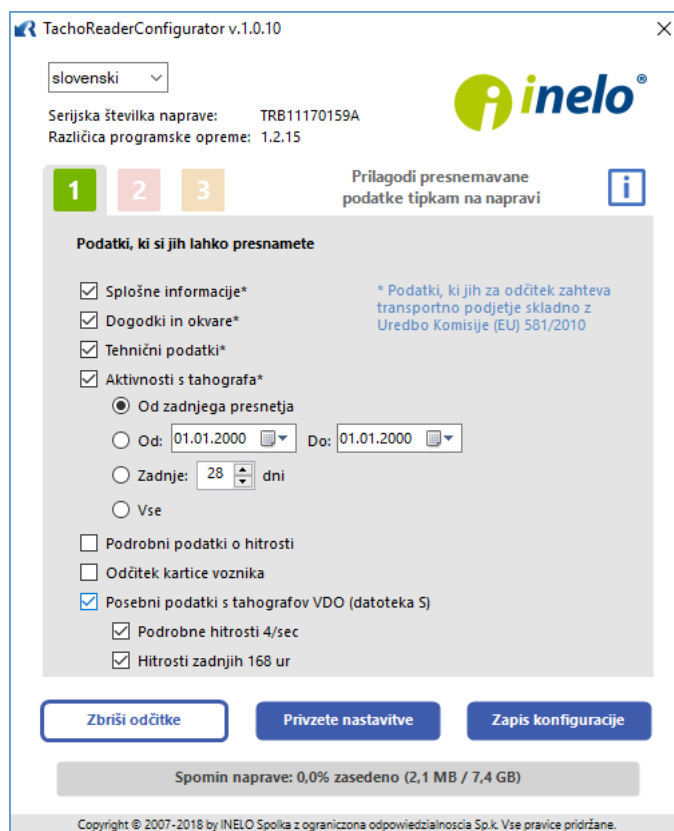 TachoReaderConfigurator v.1.0.10
slovenski
inelo®
Serijska številka naprave: TRB11170159A
Različica programske opreme: 1.2.15
1 2 3
Prilagodi presnemavane
podatke tipkam na napravi
i
Podatki, ki si jih lahko presnamete
Splošne informacije*
Dogodki in okvare*
Tehnični podatki*
Aktivnosti s tahografa*
* Podatki, ki jih za odčitek zahteva
transportno podjetje skladno z
Uredbo Komisije (EU) 581/2010
Od zadnjega presnetja
Od: 01.01.2000 Do: 01.01.2000
Zadnje: 28 dni
Vse
Podrobni podatki o hitrosti
Odčitek kartice voznika
Posebni podatki s tahografov VDO (datoteka S)
Podrobne hitrosti 4/sec
Hitrosti zadnjih 168 ur
Zbriši odčitke Privzete nastavitve Zapis konfiguracije
Spomin naprave: 0,0% zasedeno (2,1 MB / 7,4 GB)
Copyright © 2007-2018 by INELO Spolka z ograniczona odpowiedzialnoscia Sp.k. Vse pravice pridržane.